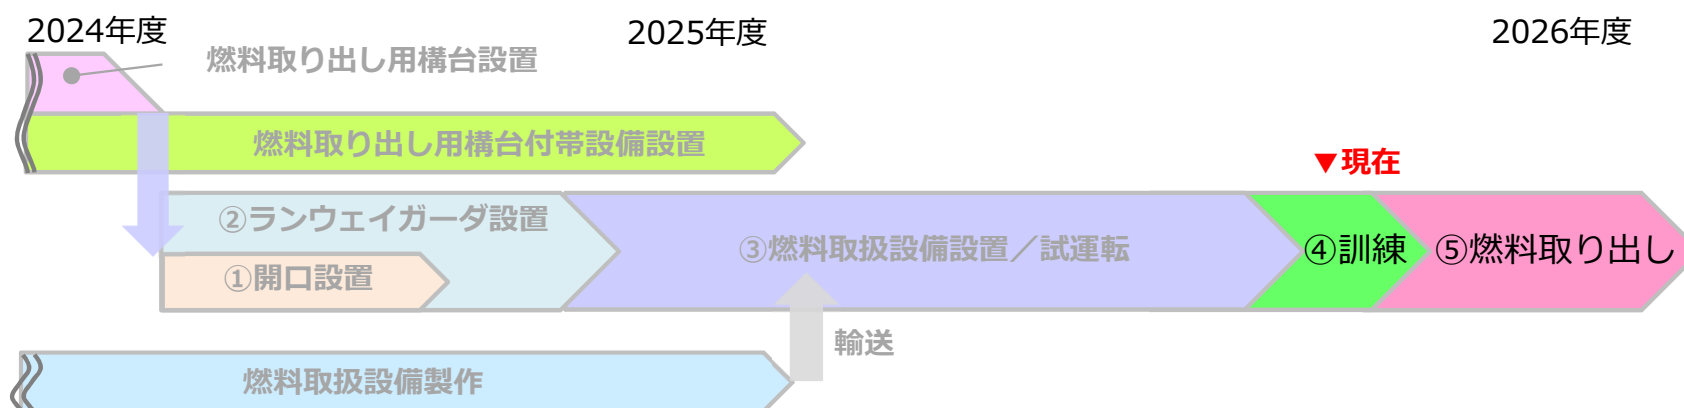 2024年度
2025年度
2026年度
燃料取り出し用構台設置
燃料取り出し用構台付帯設備設置
▼現在
②ランウェイガーダ設置
①開口設置
③燃料取扱設備設置／試運転
④訓練
⑤燃料取り出し
輸送
燃料取扱設備製作